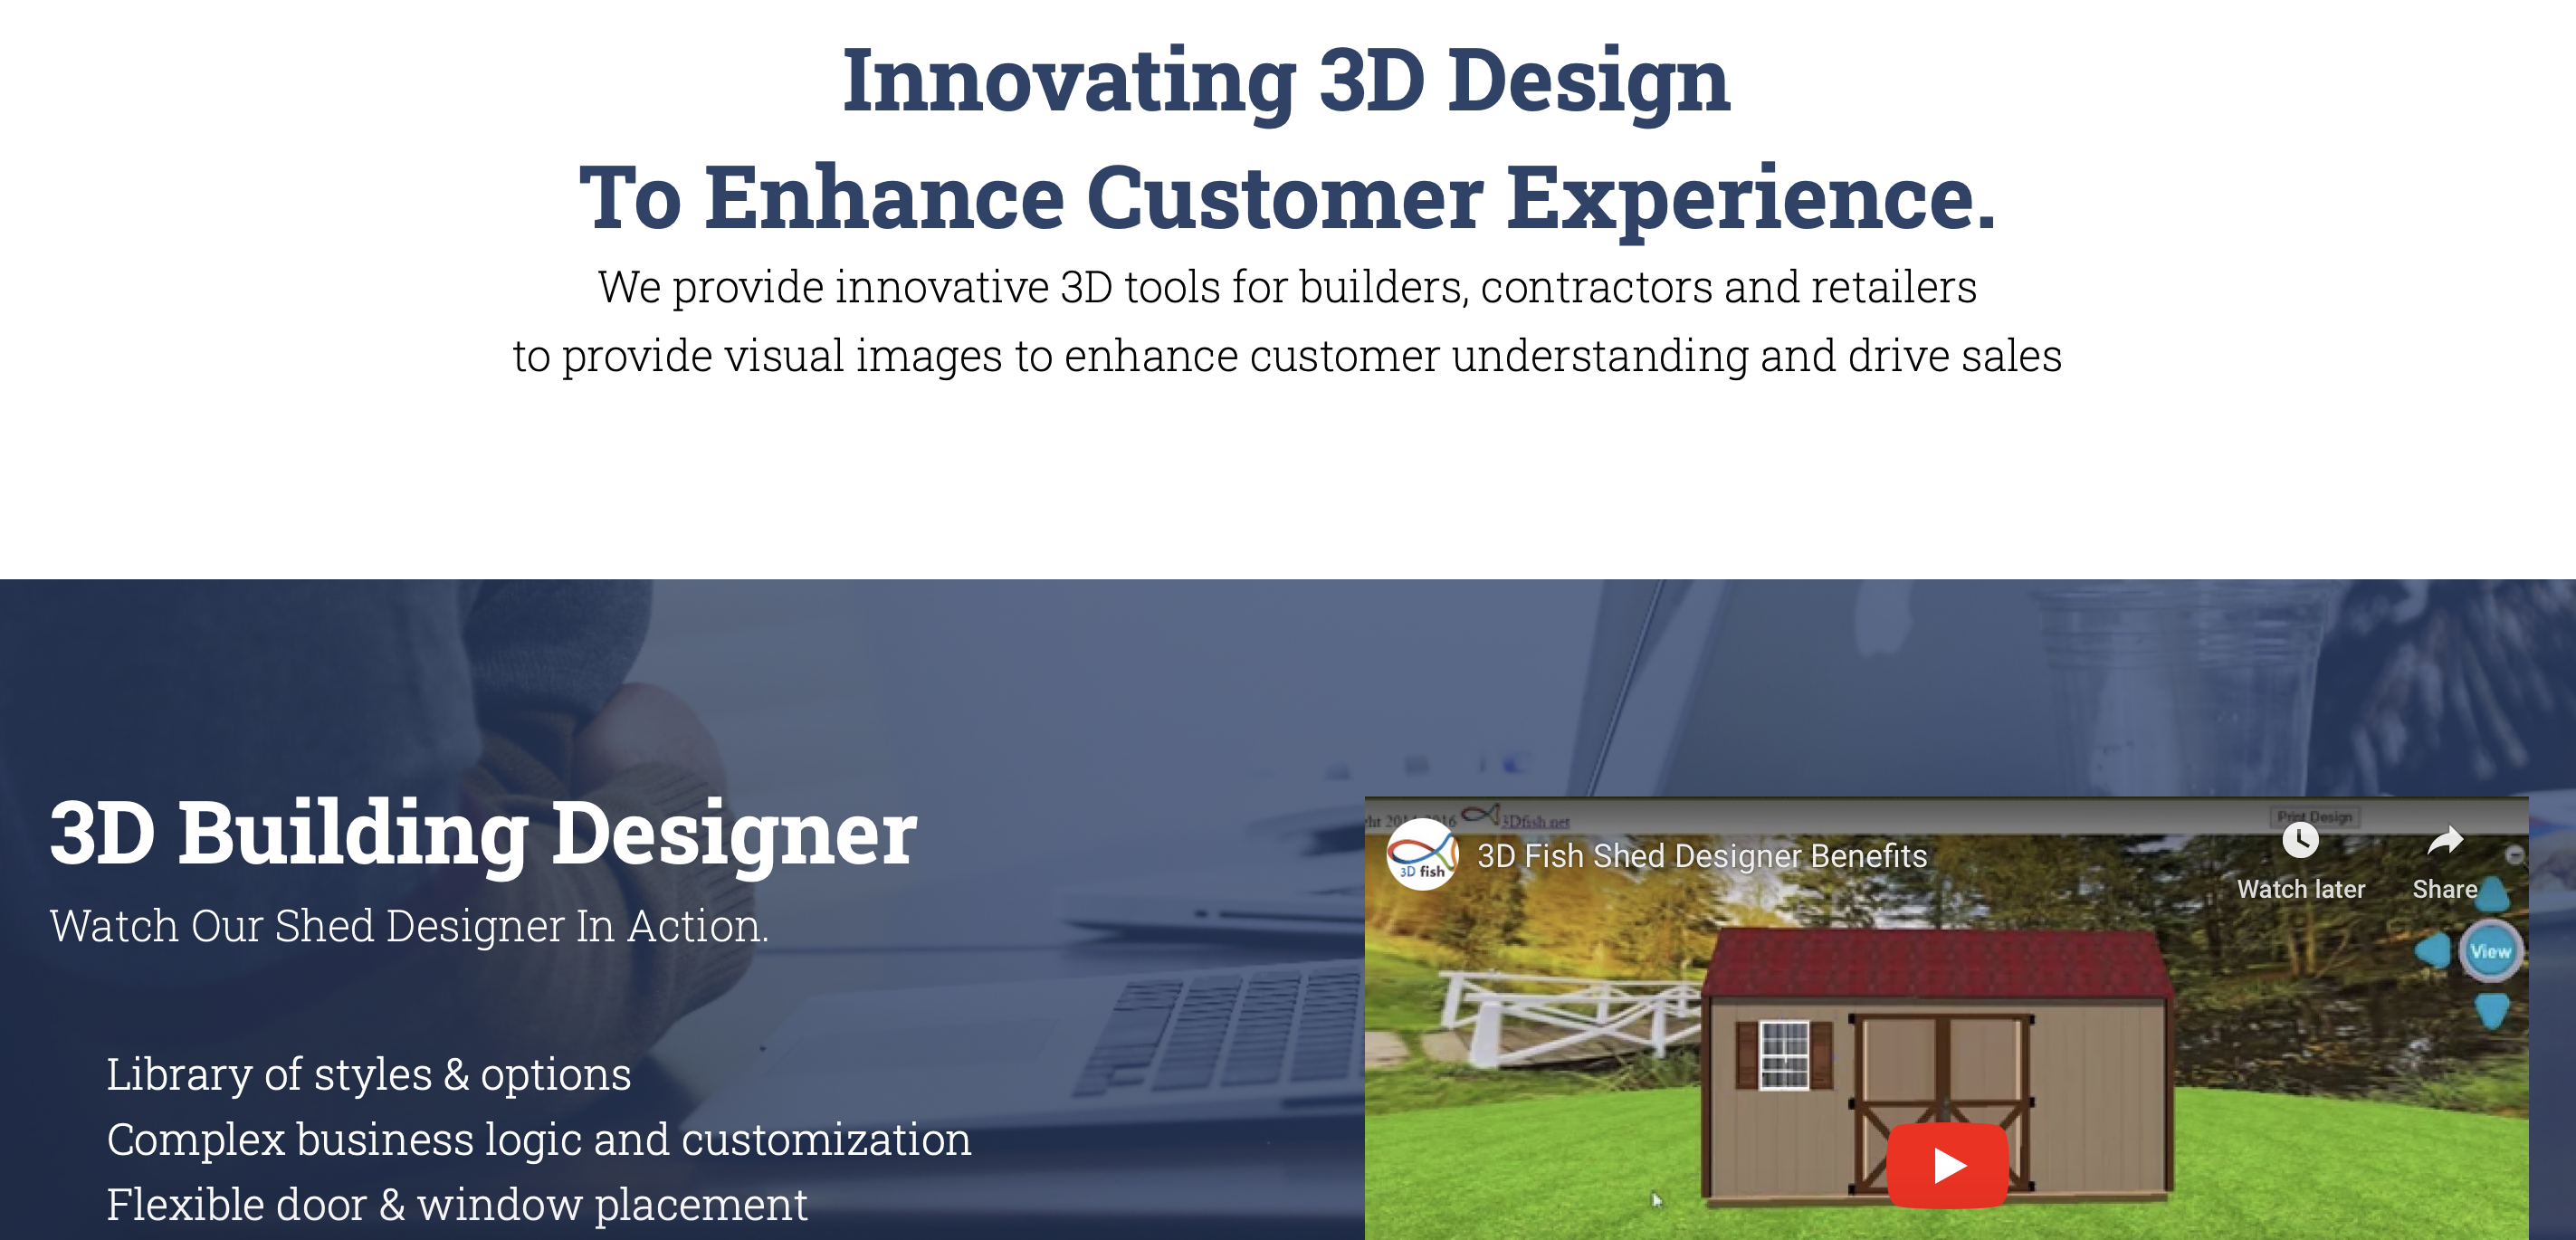 Innovating 3D Design
To Enhance Customer Experience.
We provide innovative 3D tools for builders, contractors and retailers
to provide visual images to enhance customer understanding and drive sales
3D Building Designer
Watch Our Shed Designer In Action.
Library of styles & options
Complex business logic and customization
Flexible door & window placement
ht 2014-2016 3Dfish.net
Print Design
3D fish
3D Fish Shed Designer Benefits
Watch later
Share
View